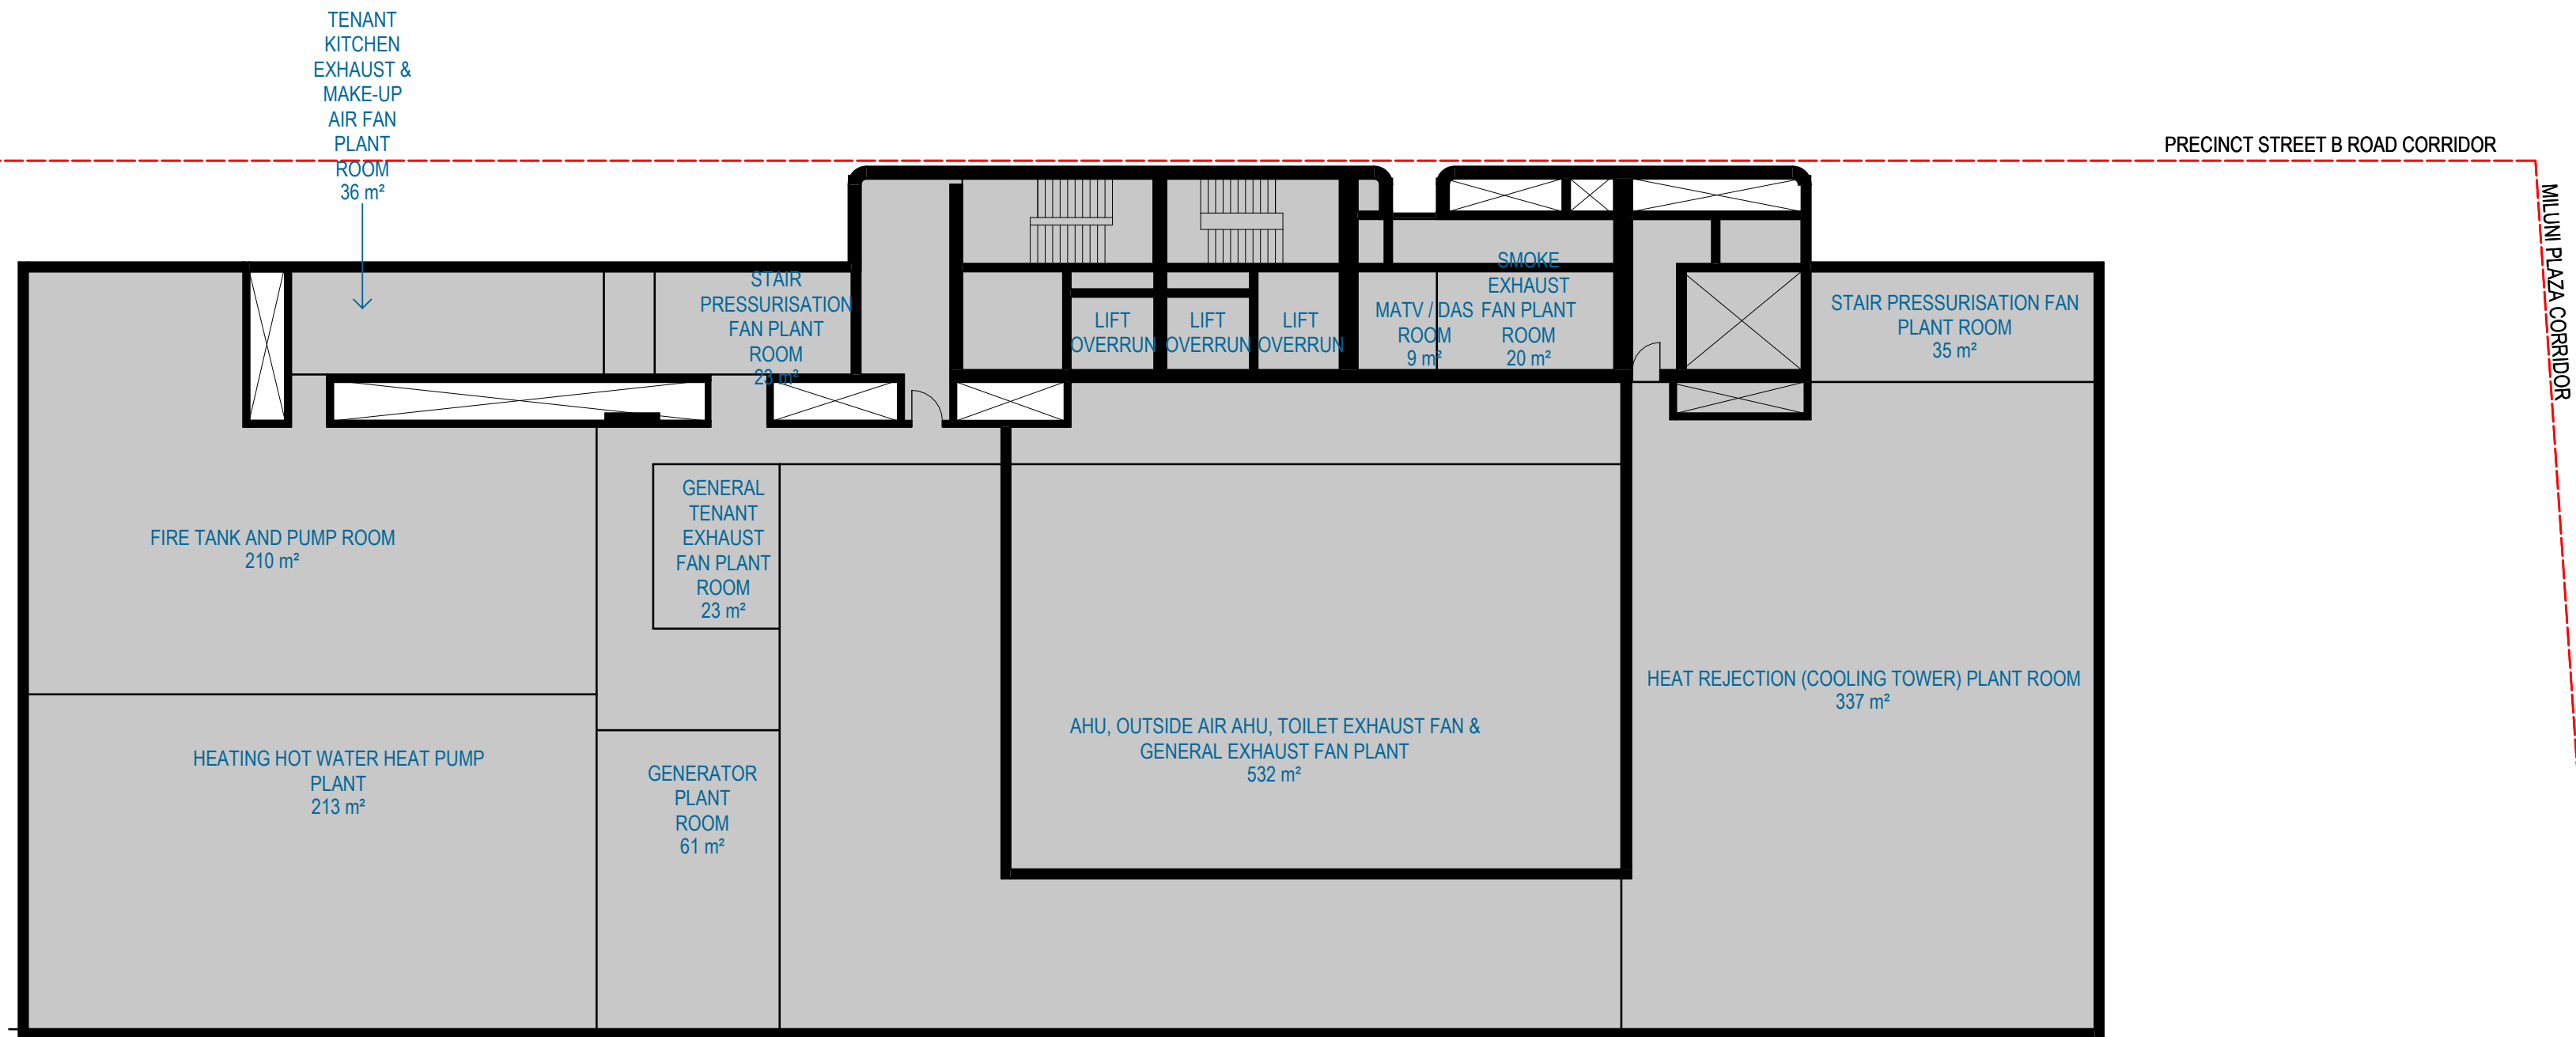 TENANT
KITCHEN
EXHAUST &
MAKE-UP
AIR FAN
PLANT
ROOM
36 m²
PRECINCT STREET B ROAD CORRIDOR
MILUNI PLAZA CORRIDOR
STAIR
PRESSURISATION
FAN PLANT
ROOM
23 m²
LIFT
OVERRUN
LIFT
OVERRUN
LIFT
OVERRUN
MATV / DAS
ROOM
9 m²
SMOKE
EXHAUST
FAN PLANT
ROOM
20 m²
STAIR PRESSURISATION FAN
PLANT ROOM
35 m²
FIRE TANK AND PUMP ROOM
210 m²
GENERAL
TENANT
EXHAUST
FAN PLANT
ROOM
23 m²
HEAT REJECTION (COOLING TOWER) PLANT ROOM
337 m²
AHU, OUTSIDE AIR AHU, TOILET EXHAUST FAN &
GENERAL EXHAUST FAN PLANT
532 m²
HEATING HOT WATER HEAT PUMP
PLANT
213 m²
GENERATOR
PLANT
ROOM
61 m²